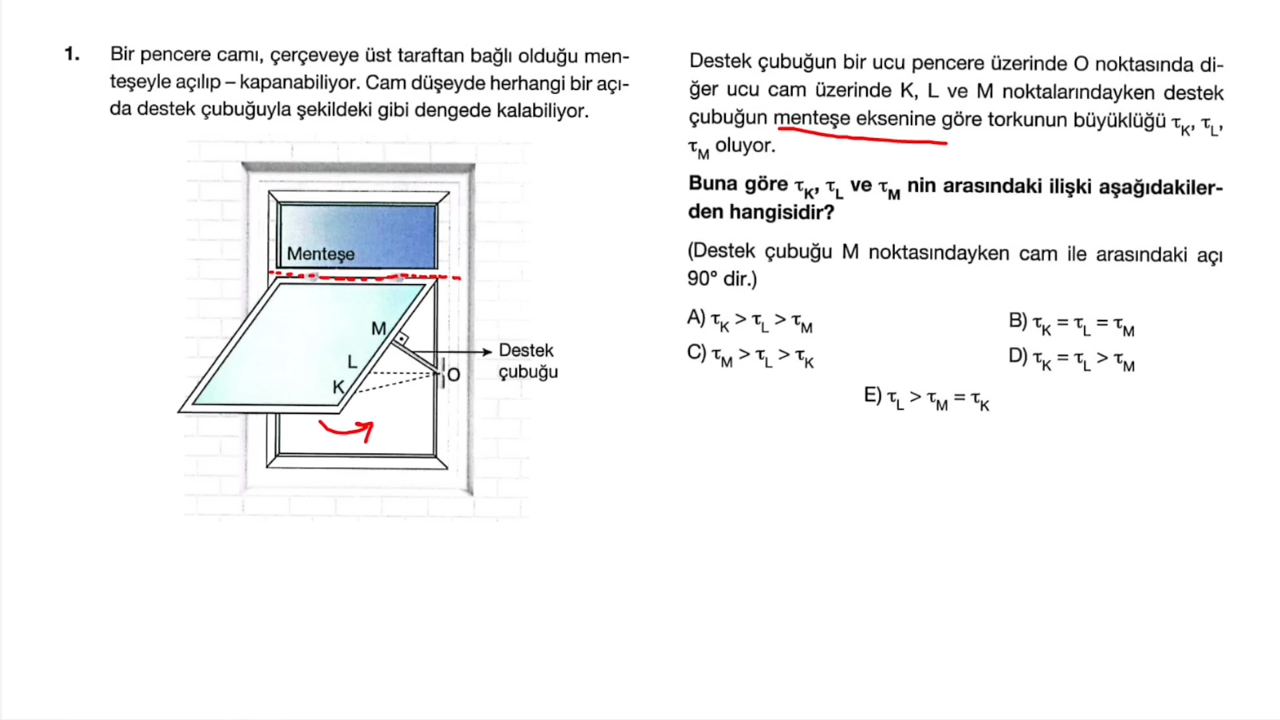 1. Bir pencere camı, çerçeveye üst taraftan bağlı olduğu men-
teşeyle açılıp – kapanabiliyor. Cam düşeyde herhangi bir açı-
da destek çubuğuyla şekildeki gibi dengede kalabiliyor.
Menteşe
M
L
K
O
Destek
çubuğu
Destek çubuğun bir ucu pencere üzerinde O noktasında di-
ğer ucu cam üzerinde K, L ve M noktalarındayken destek
çubuğun menteşe eksenine göre torkunun büyüklüğü τK, τL,
τM oluyor.
Buna göre τK, τL ve τM nin arasındaki ilişki aşağıdakiler-
den hangisidir?
(Destek çubuğu M noktasındayken cam ile arasındaki açı
90° dir.)
A) τK > τL > τM
B) τK = τL = τM
C) τM > τL > τK
D) τK = τL > τM
E) τL > τM = τK